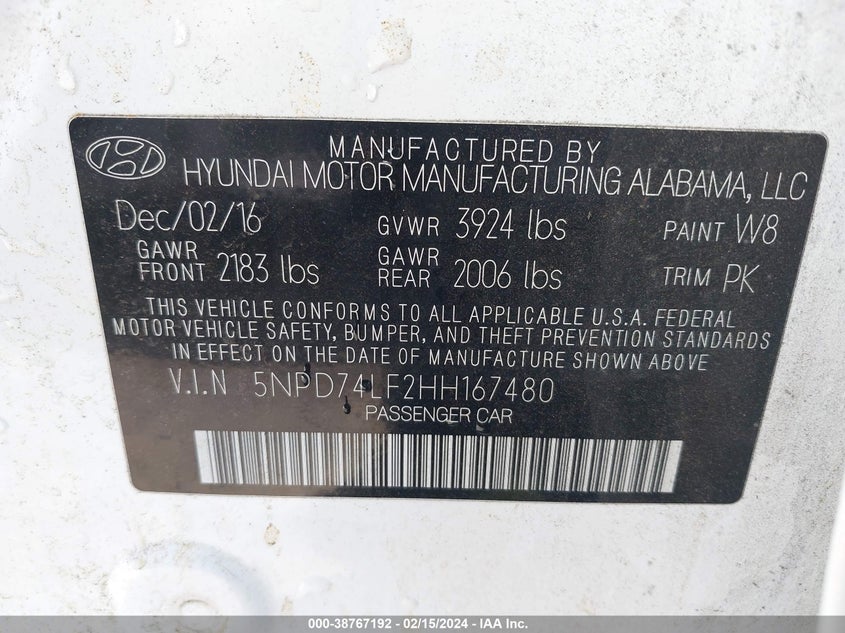 MANUFACTURED BY
HYUNDAI MOTOR MANUFACTURING ALABAMA, LLC
Dec/02/16 GVWR 3924 lbs PAINT W8
GAWR FRONT 2183 lbs GAWR REAR 2006 lbs TRIM PK
THIS VEHICLE CONFORMS TO ALL APPLICABLE U.S.A. FEDERAL
MOTOR VEHICLE SAFETY, BUMPER, AND THEFT PREVENTION STANDARDS
IN EFFECT ON THE DATE OF MANUFACTURE SHOWN ABOVE
V.I.N 5NPD74LF2HH167480
PASSENGER CAR
000-38767192 - 02/15/2024 - IAA Inc.